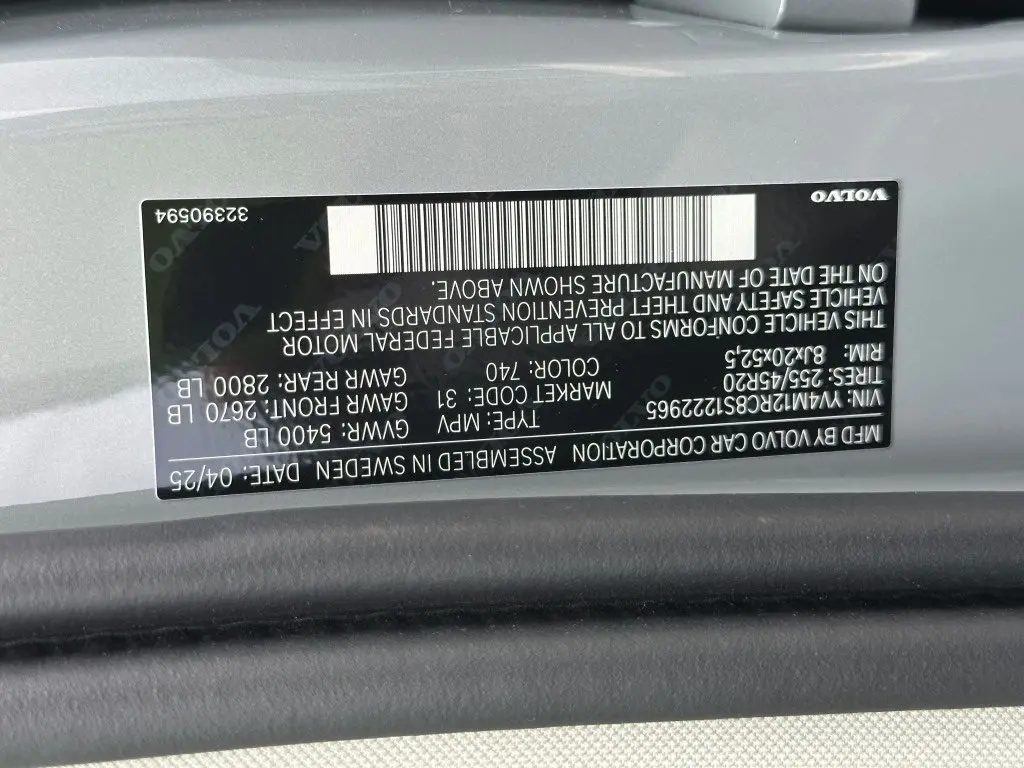 MFD BY VOLVO CAR CORPORATION ASSEMBLED IN SWEDEN DATE: 04/25
VIN: YV4M12RC8S1222965 TYPE: MPV GVWR: 5400 LB
TIRES: 255/45R20 MARKET CODE: 31 GAWR FRONT: 2670 LB
RIM: 8Jx20x52,5 COLOR: 740 GAWR REAR: 2800 LB
THIS VEHICLE CONFORMS TO ALL APPLICABLE FEDERAL MOTOR
VEHICLE SAFETY AND THEFT PREVENTION STANDARDS IN EFFECT
ON THE DATE OF MANUFACTURE SHOWN ABOVE.
VOLVO 32390594